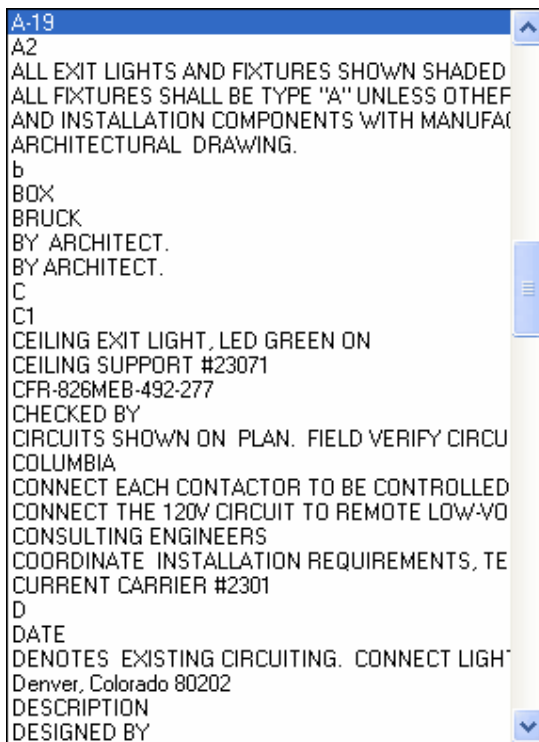 A-19
A2
ALL EXIT LIGHTS AND FIXTURES SHOWN SHADED
ALL FIXTURES SHALL BE TYPE "A" UNLESS OTHER
AND INSTALLATION COMPONENTS WITH MANUFAC
ARCHITECTURAL  DRAWING.
b
BOX
BRUCK
BY  ARCHITECT.
BY ARCHITECT.
C
C1
CEILING EXIT LIGHT, LED GREEN ON
CEILING SUPPORT #23071
CFR-826MEB-492-277
CHECKED BY
CIRCUITS SHOWN ON  PLAN.  FIELD VERIFY CIRCU
COLUMBIA
CONNECT EACH CONTACTOR TO BE CONTROLLED
CONNECT THE 120V CIRCUIT TO REMOTE LOW-VO
CONSULTING ENGINEERS
COORDINATE  INSTALLATION REQUIREMENTS, TE
CURRENT CARRIER #2301
D
DATE
DENOTES  EXISTING CIRCUITING.  CONNECT LIGHT
Denver, Colorado 80202
DESCRIPTION
DESIGNED BY